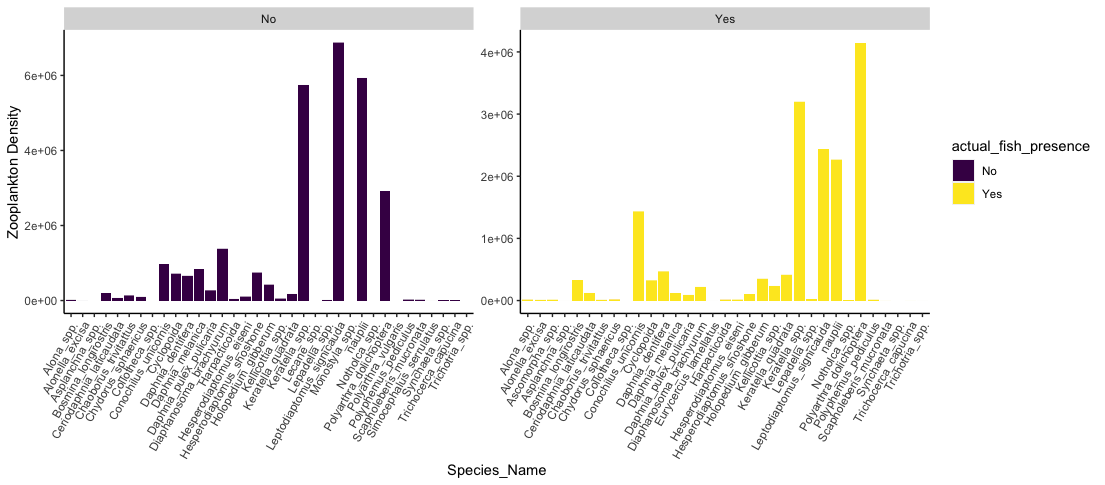 No
Yes
Zooplankton Density
6e+06
4e+06
2e+06
0e+00
4e+06
3e+06
2e+06
1e+06
0e+00
Alona_spp.
Alonella_excisa
Asplanchna_spp.
Bosmina_longirostris
Ceriodaphnia_laticaudata
Chaoborus_trivittatus
Chydorus_sphaericus
Collotheca_spp.
Conochilus_unicornis
Cyclopoida
Daphnia_dentifera
Daphnia_melanica
Daphnia_pulex_pulicaria
Diaphanosoma_brachyurum
Harpacticoida
Hesperodiaptomus_eiseni
Hesperodiaptomus_shoshone
Holopedium_gibberum
Kellicottia_spp.
Keratella_quadrata
Keratella_spp.
Lecane_spp.
Lepadella_spp.
Leptodiaptomus_signicauda
Monostyla_spp.
nauplii
Notholca_spp.
Polyarthra_dolichoptera
Polyarthra_vulgaris
Polyphemus_pediculus
Scapholeberis_mucronata
Simocephalus_serrulatus
Synchaeta_spp.
Trichocerca_capucina
Trichotria_spp.
Alona_spp.
Alonella_excisa
Ascomorpha_spp.
Asplanchna_spp.
Bosmina_longirostris
Ceriodaphnia_laticaudata
Chaoborus_trivittatus
Chydorus_sphaericus
Collotheca_spp.
Conochilus_unicornis
Cyclopoida
Daphnia_dentifera
Daphnia_melanica
Daphnia_pulex_pulicaria
Diaphanosoma_brachyurum
Eurycercus_lamellatus
Harpacticoida
Hesperodiaptomus_eiseni
Hesperodiaptomus_shoshone
Holopedium_gibberum
Kellicottia_spp.
Keratella_quadrata
Keratella_spp.
Lepadella_spp.
Leptodiaptomus_signicauda
nauplii
Notholca_spp.
Polyarthra_dolichoptera
Polyphemus_pediculus
Scapholeberis_mucronata
Synchaeta_spp.
Trichocerca_capucina
Trichotria_spp.
Species_Name
actual_fish_presence
No
Yes